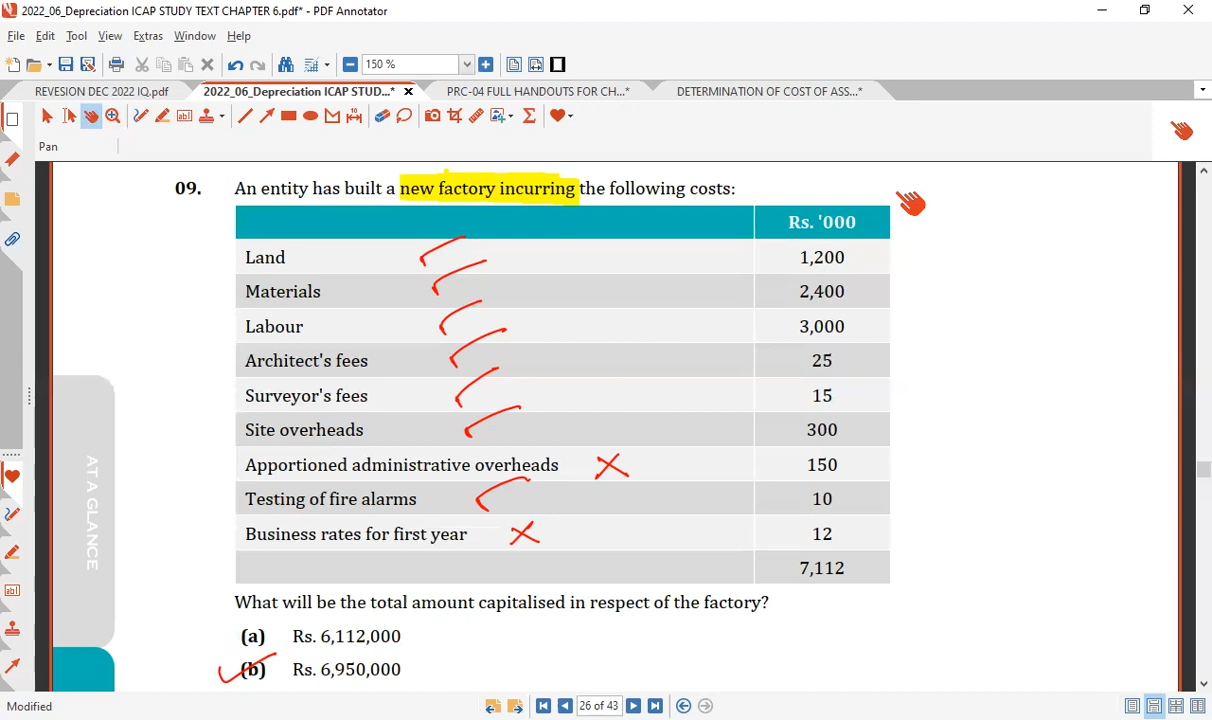 2022_06_Depreciation ICAP STUDY TEXT CHAPTER 6.pdf* - PDF Annotator
File Edit Tool View Extras Window Help
150 %
REVESION DEC 2022 IQ.pdf 2022_06_Depreciation ICAP STUD...* PRC-04 FULL HANDOUTS FOR CH...* DETERMINATION OF COST OF ASS...*
Pan
09. An entity has built a new factory incurring the following costs:
Rs. '000
Land 1,200
Materials 2,400
Labour 3,000
Architect's fees 25
Surveyor's fees 15
Site overheads 300
Apportioned administrative overheads 150
Testing of fire alarms 10
Business rates for first year 12
7,112
AT A GLANCE
What will be the total amount capitalised in respect of the factory?
(a) Rs. 6,112,000
(b) Rs. 6,950,000
Modified 26 of 43